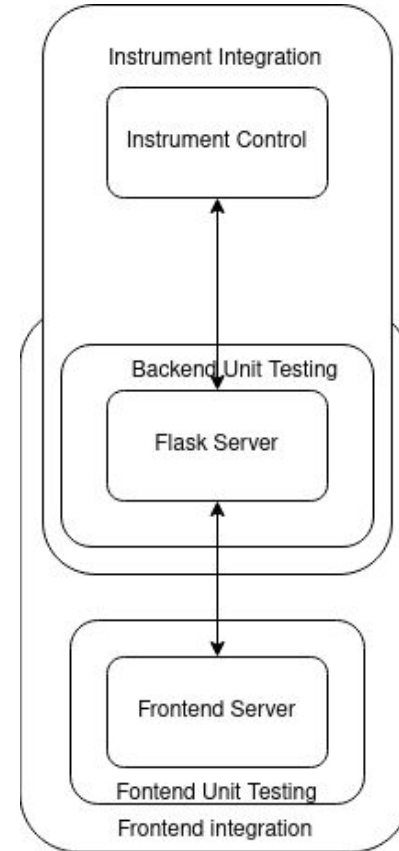 Instrument Integration
Instrument Control
Backend Unit Testing
Flask Server
Frontend Server
Fontend Unit Testing
Frontend integration